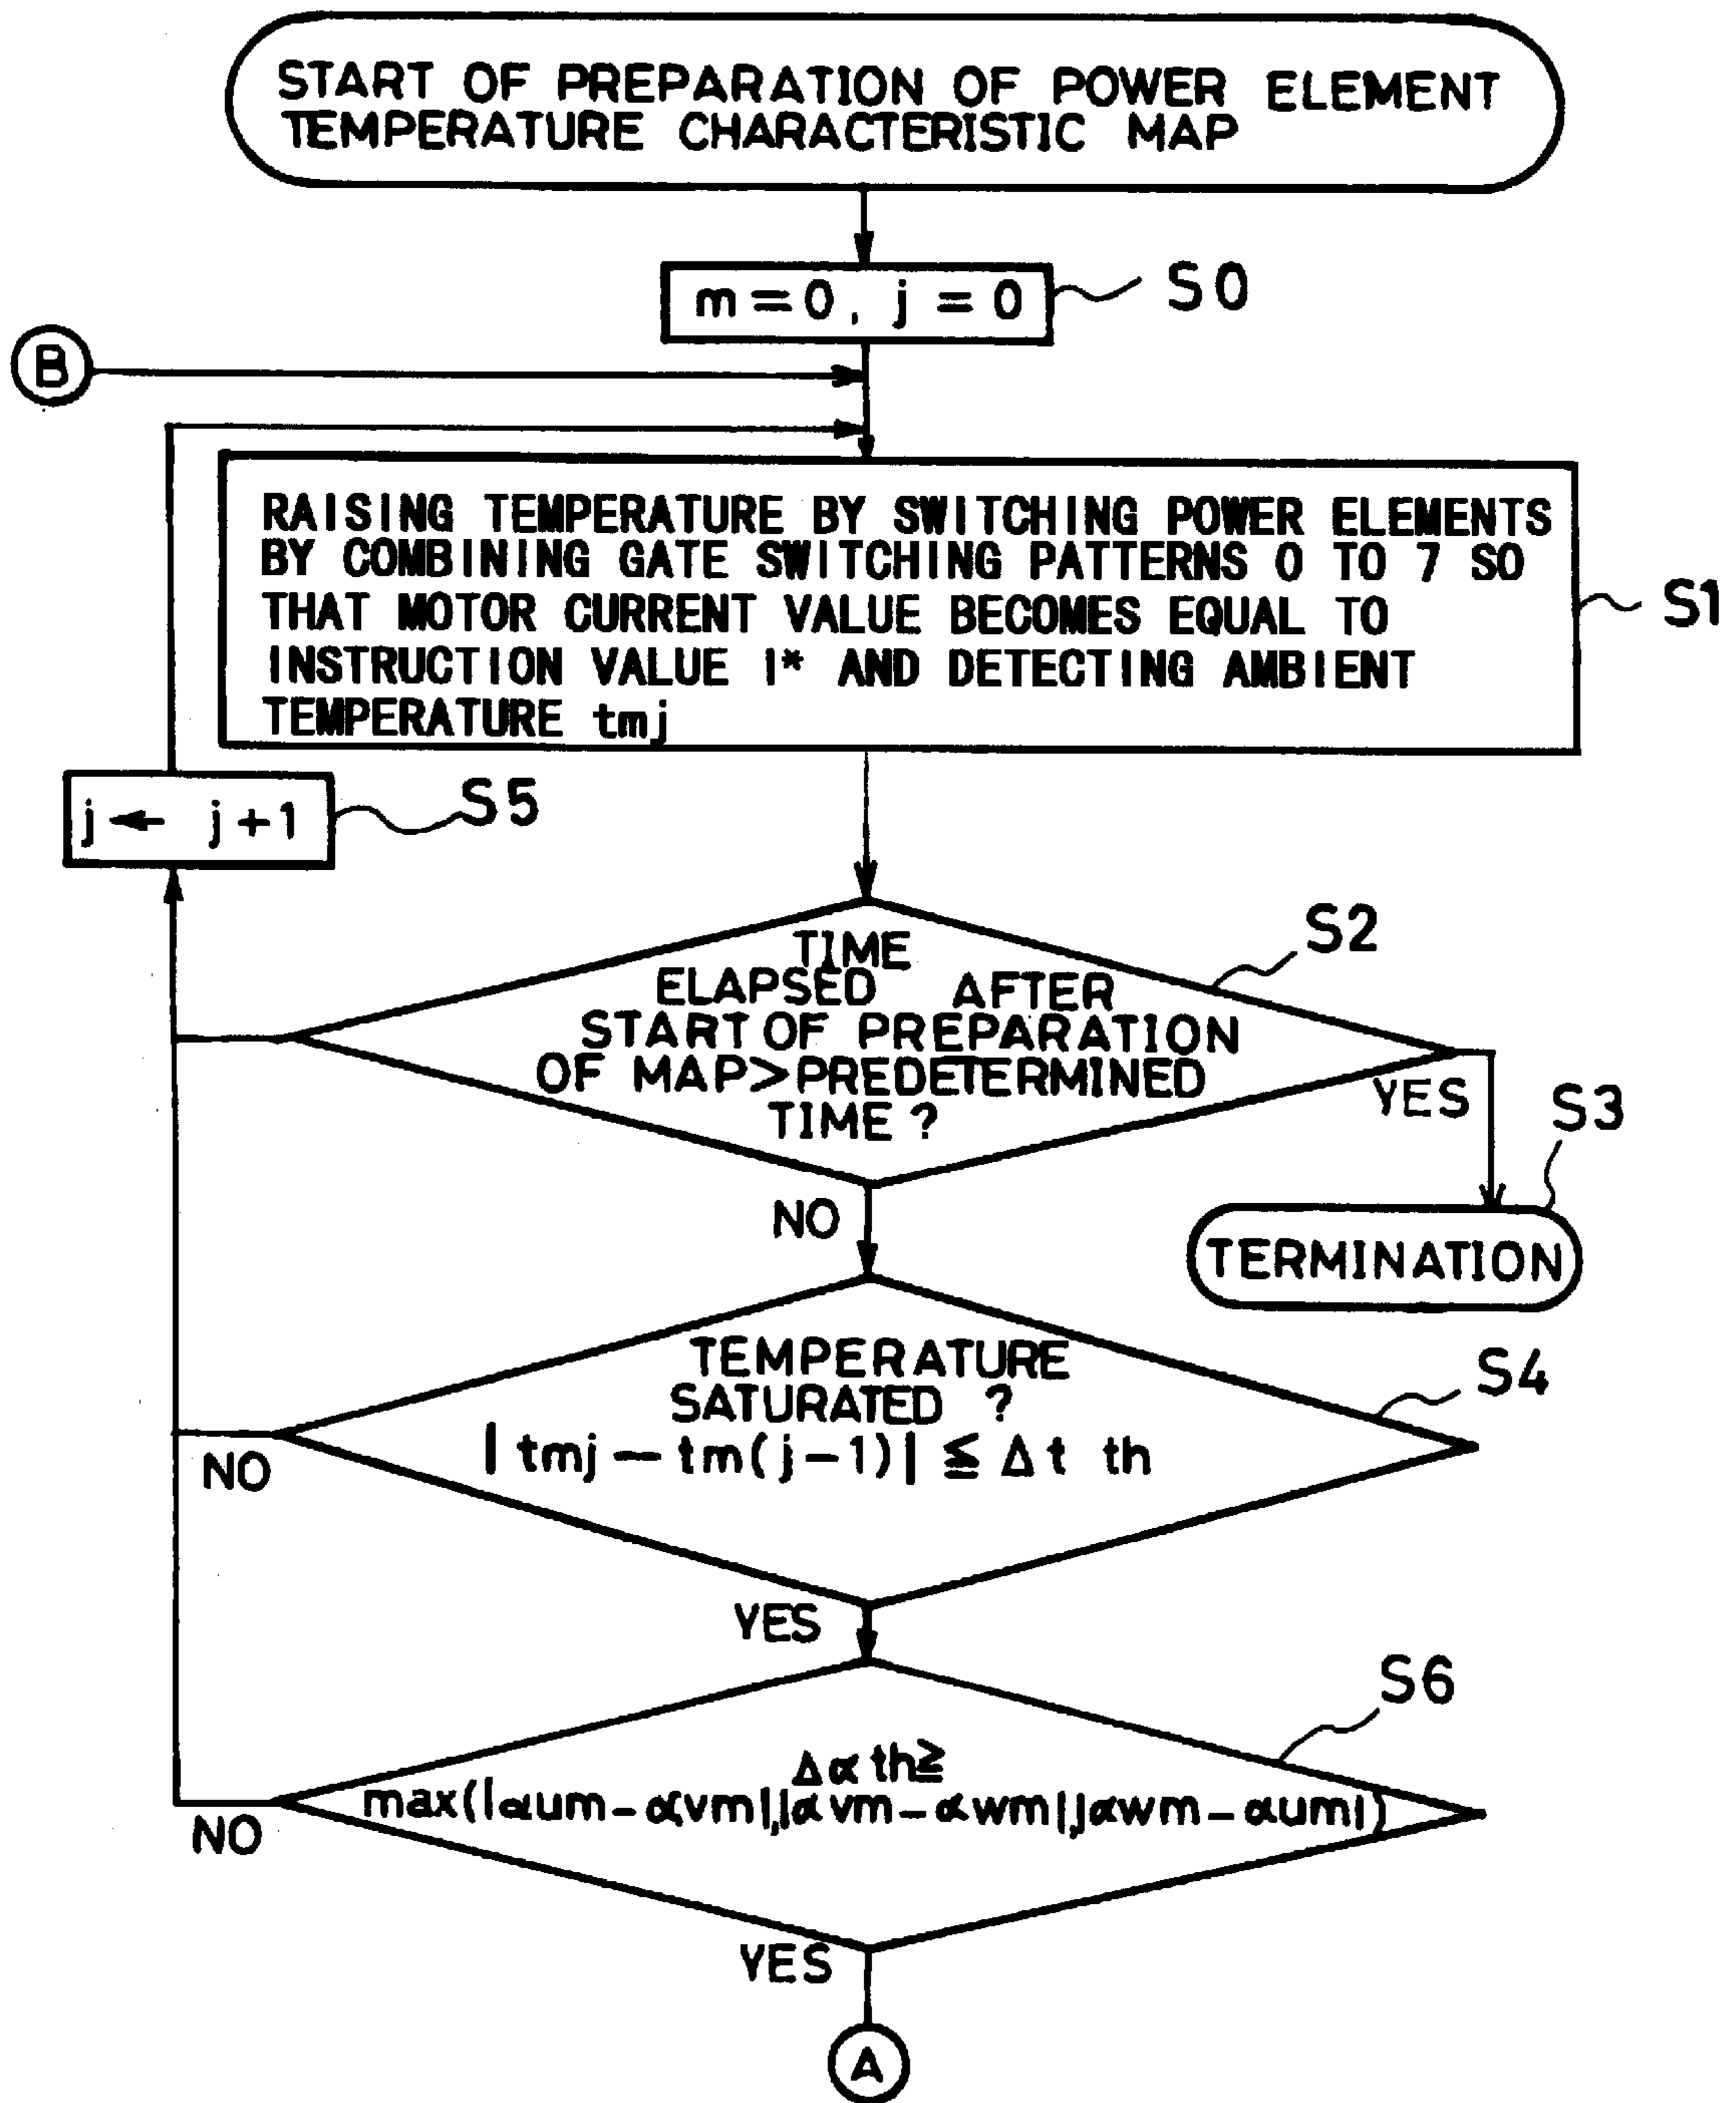 START OF PREPARATION OF POWER ELEMENT
TEMPERATURE CHARACTERISTIC MAP
m=0, j=0
S0
B
RAISING TEMPERATURE BY SWITCHING POWER ELEMENTS
BY COMBINING GATE SWITCHING PATTERNS 0 TO 7 SO
THAT MOTOR CURRENT VALUE BECOMES EQUAL TO
INSTRUCTION VALUE I* AND DETECTING AMBIENT
TEMPERATURE tmj
S1
j ← j+1
S5
TIME
ELAPSED AFTER
START OF PREPARATION
OF MAP>PREDETERMINED
TIME ?
S2
YES
S3
NO
TERMINATION
TEMPERATURE
SATURATED ?
| tmj — tm(j-1)| ≦ Δt th
S4
NO
YES
S6
Δα th≧
max(|αum-αvm|,|αvm-αwm|,|αwm-αum|)
NO
YES
A